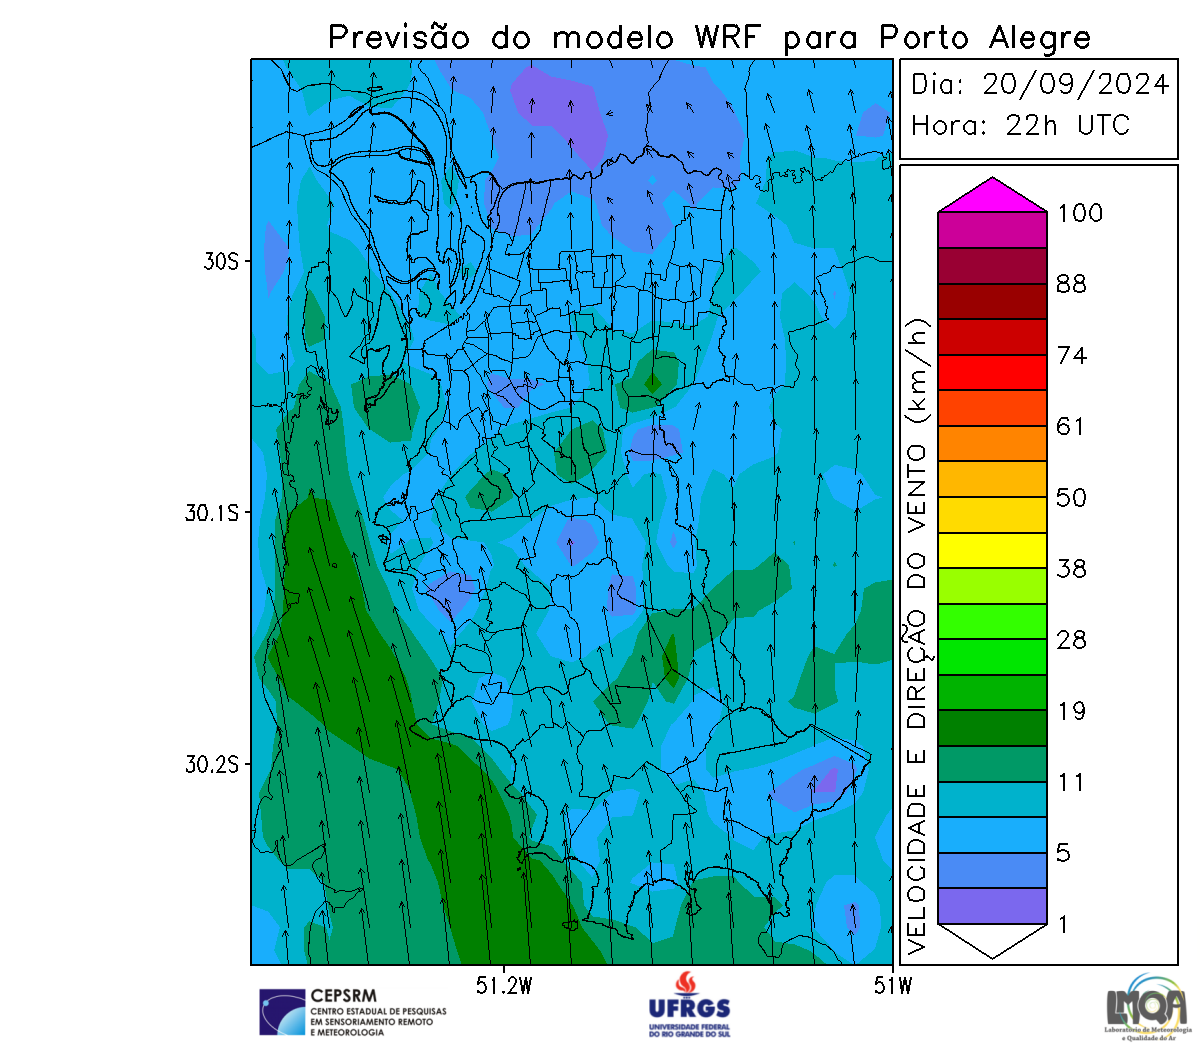 Previsão do modelo WRF para Porto Alegre
Dia: 20/09/2024
Hora: 22h UTC
30S
30.1S
30.2S
51.2W
51W
VELOCIDADE E DIREÇÃO DO VENTO (km/h)
100
88
74
61
50
38
28
19
11
5
1
CEPSRM
CENTRO ESTADUAL DE PESQUISAS
EM SENSORIAMENTO REMOTO
E METEOROLOGIA
UFRGS
UNIVERSIDADE FEDERAL
DO RIO GRANDE DO SUL
LMQA
Laboratório de Meteorologia
e Qualidade do Ar